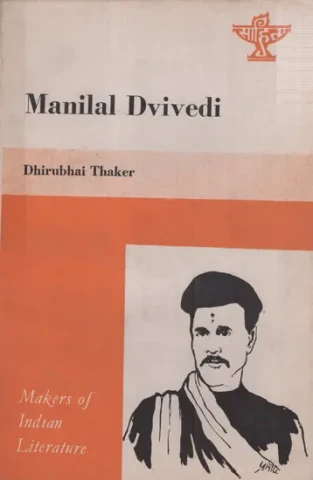 साहित्य
Manilal Dvivedi
Dhirubhai Thaker
Makers of
Indian
Literature